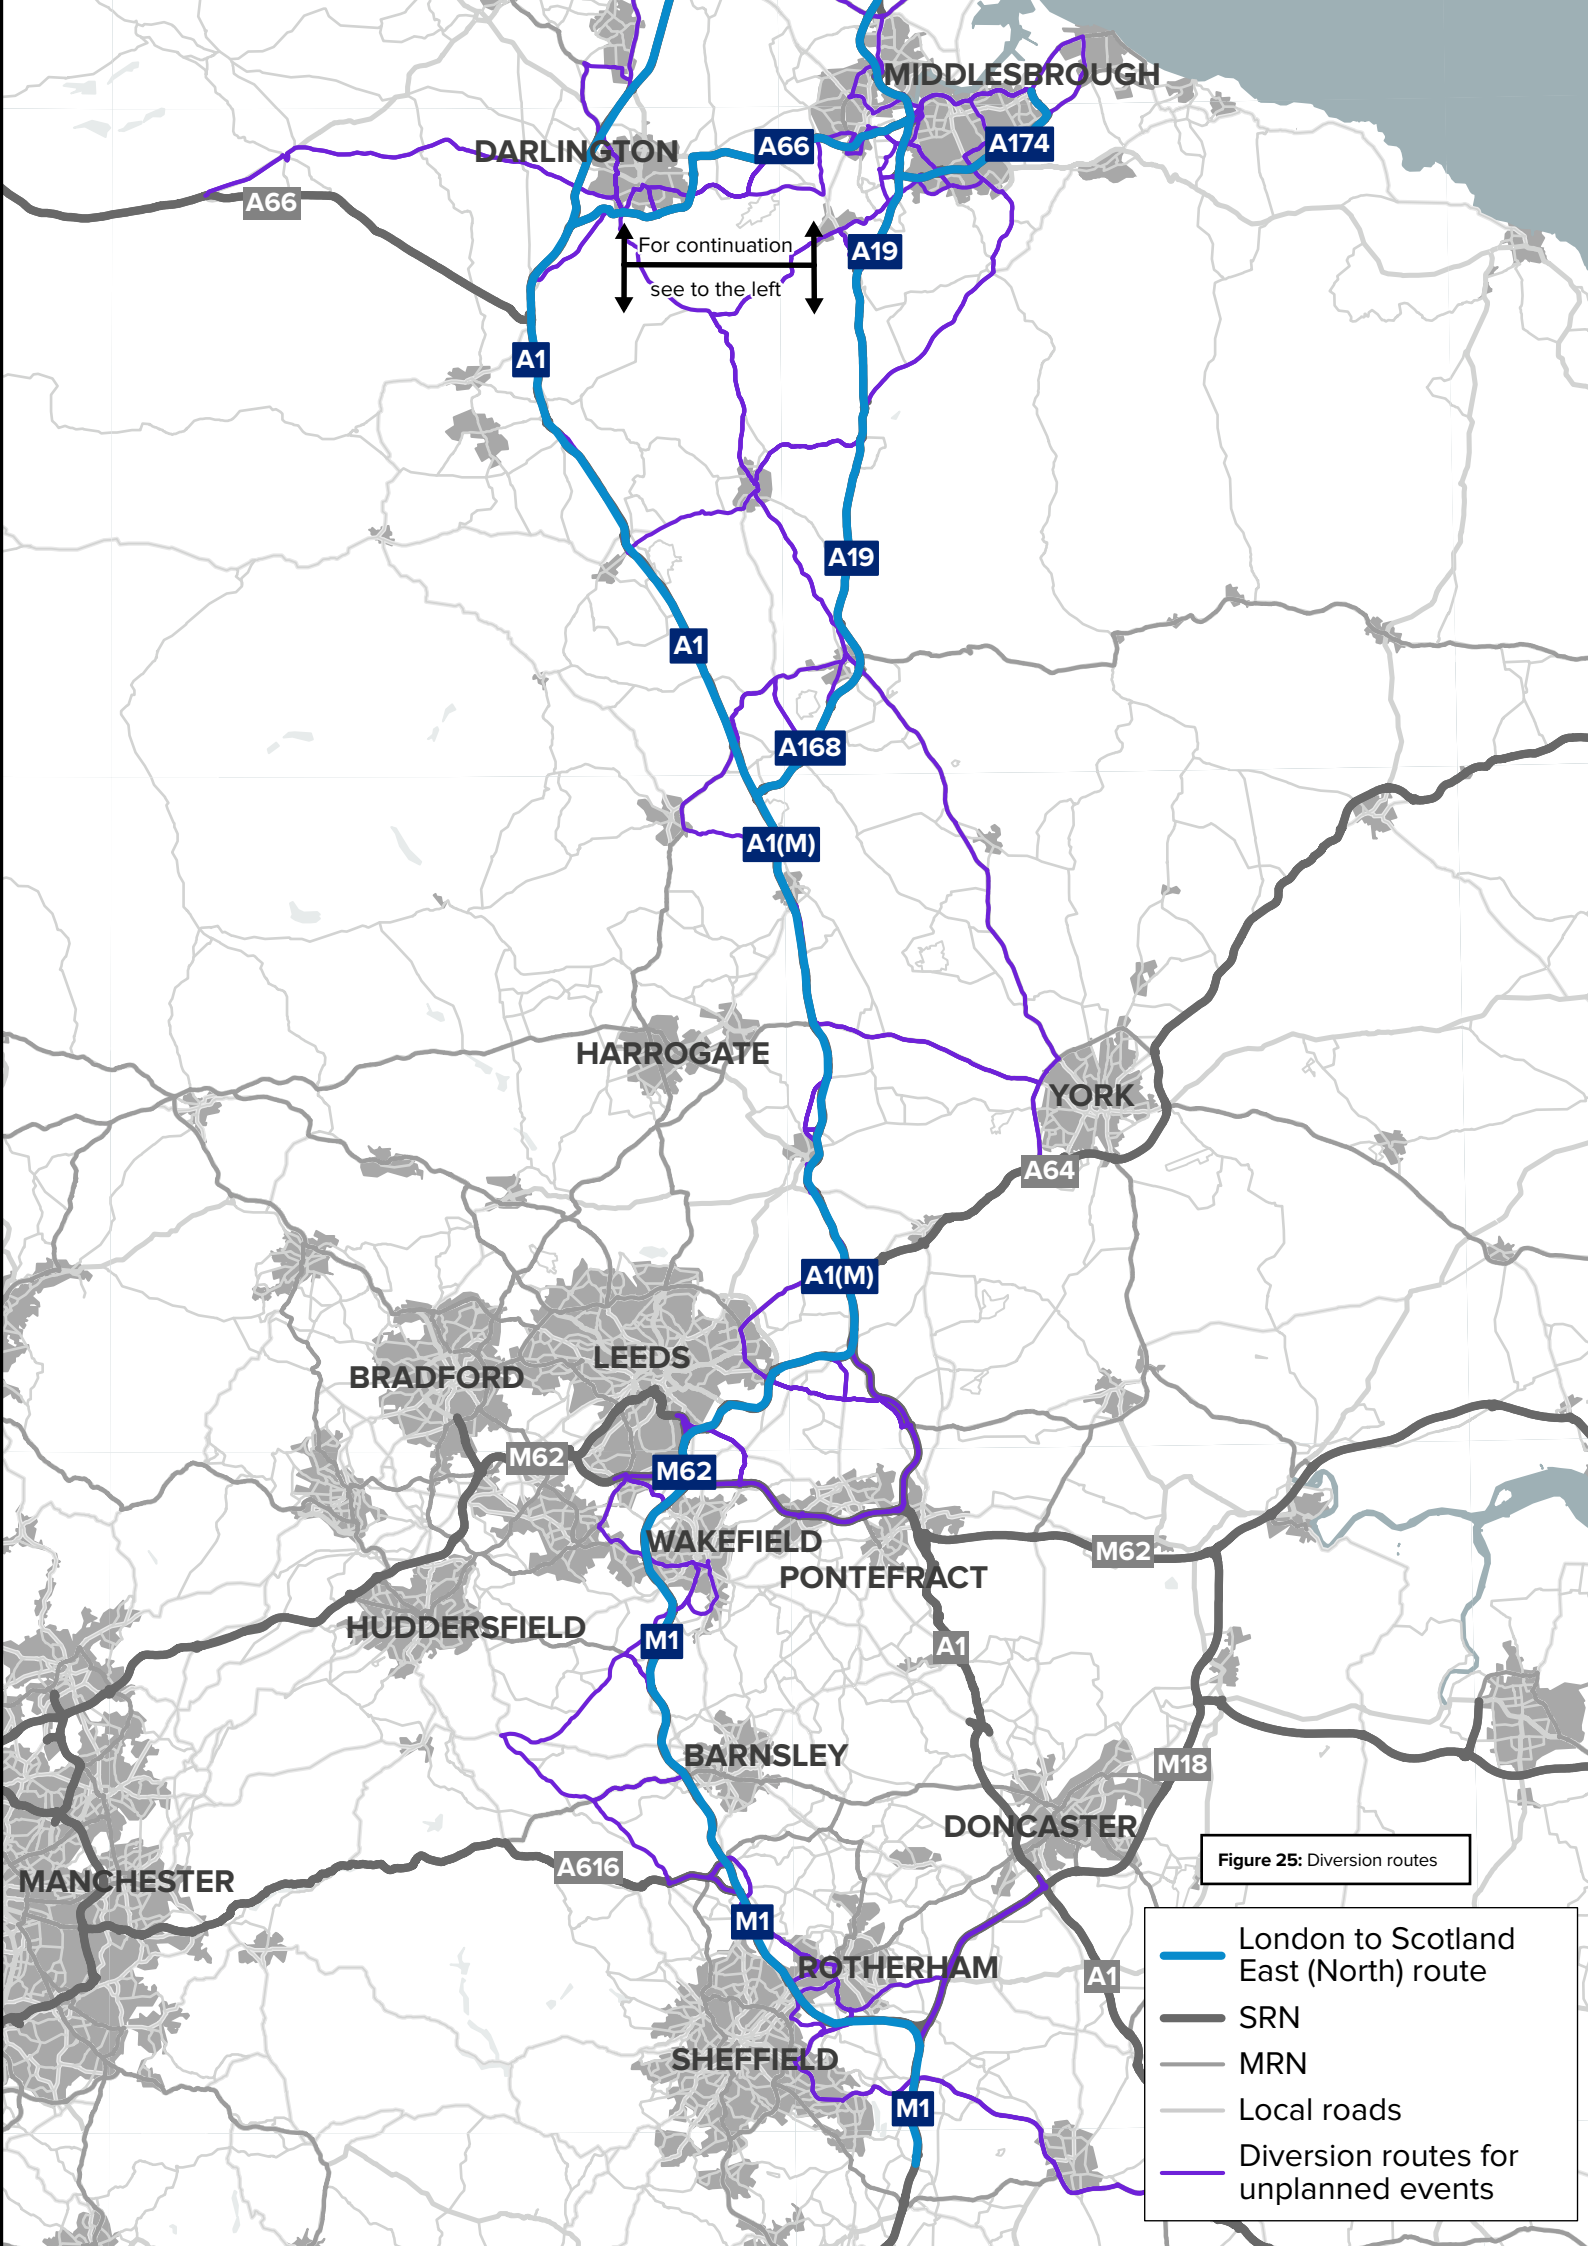 MIDDLESBROUGH
DARLINGTON
A66
A174
A66
For continuation
see to the left
A19
A1
A19
A1
A168
A1(M)
HARROGATE
YORK
A64
A1(M)
LEEDS
BRADFORD
M62
M62
WAKEFIELD
M62
PONTEFRACT
HUDDERSFIELD
M1
A1
BARNSLEY
M18
DONCASTER
A616
MANCHESTER
M1
ROTHERHAM
A1
SHEFFIELD
M1
Figure 25: Diversion routes
London to Scotland
East (North) route
SRN
MRN
Local roads
Diversion routes for
unplanned events